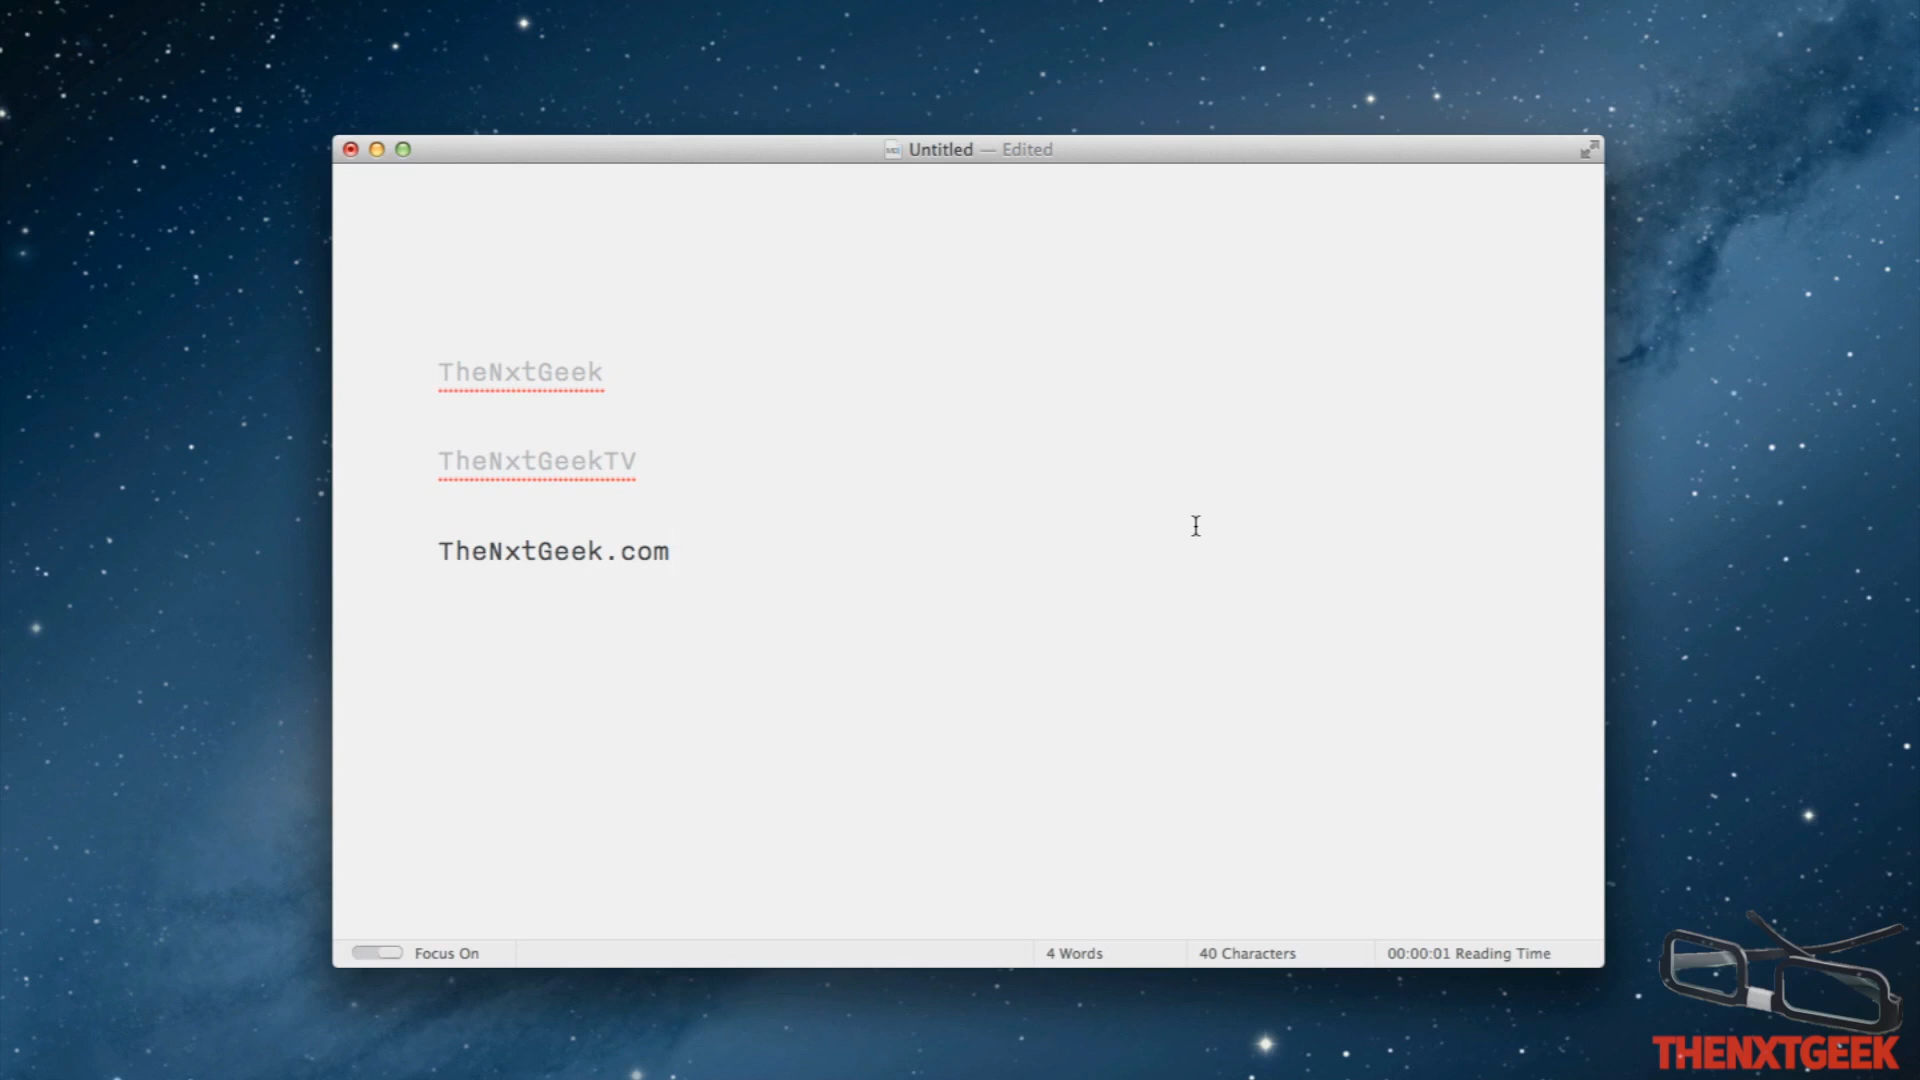 Untitled — Edited
TheNxtGeek
TheNxtGeekTV
TheNxtGeek.com
Focus On
4 Words
40 Characters
00:00:01 Reading Time
THENXTGEEK